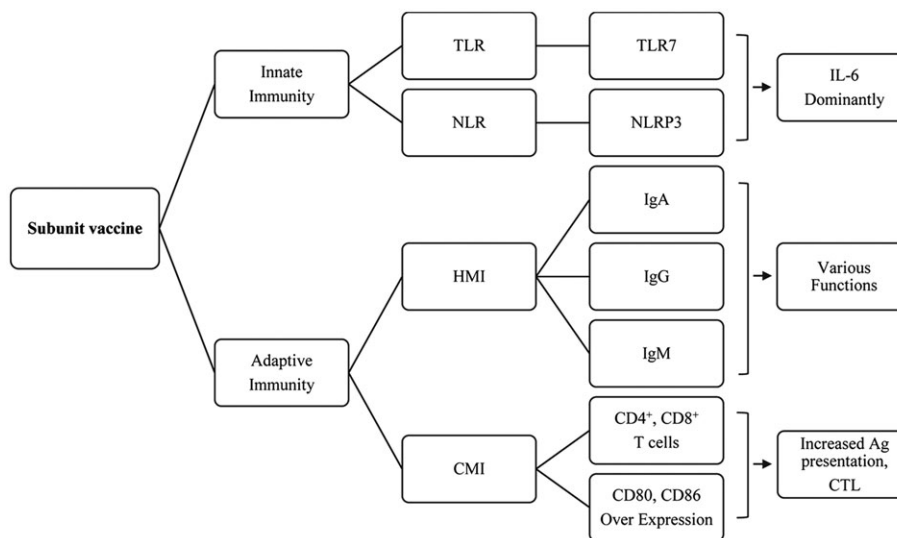 TLR
TLR7
Innate
Immunity
IL-6
Dominantly
NLR
NLRP3
IgA
Subunit vaccine
HMI
IgG
Various
Functions
IgM
Adaptive
Immunity
CD4⁺, CD8⁺
T cells
CMI
Increased Ag
presentation,
CTL
CD80, CD86
Over Expression